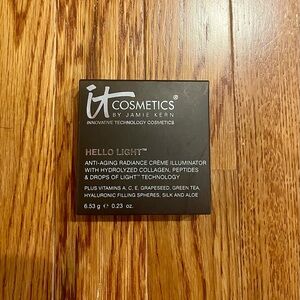 it COSMETICS®
BY JAMIE KERN
INNOVATIVE TECHNOLOGY COSMETICS
HELLO LIGHT™
ANTI-AGING RADIANCE CRÈME ILLUMINATOR
WITH HYDROLYZED COLLAGEN, PEPTIDES
& DROPS OF LIGHT™ TECHNOLOGY
PLUS VITAMINS A, C, E, GRAPESEED, GREEN TEA,
HYALURONIC FILLING SPHERES, SILK AND ALOE
6.53 g ℮ 0.23 oz.